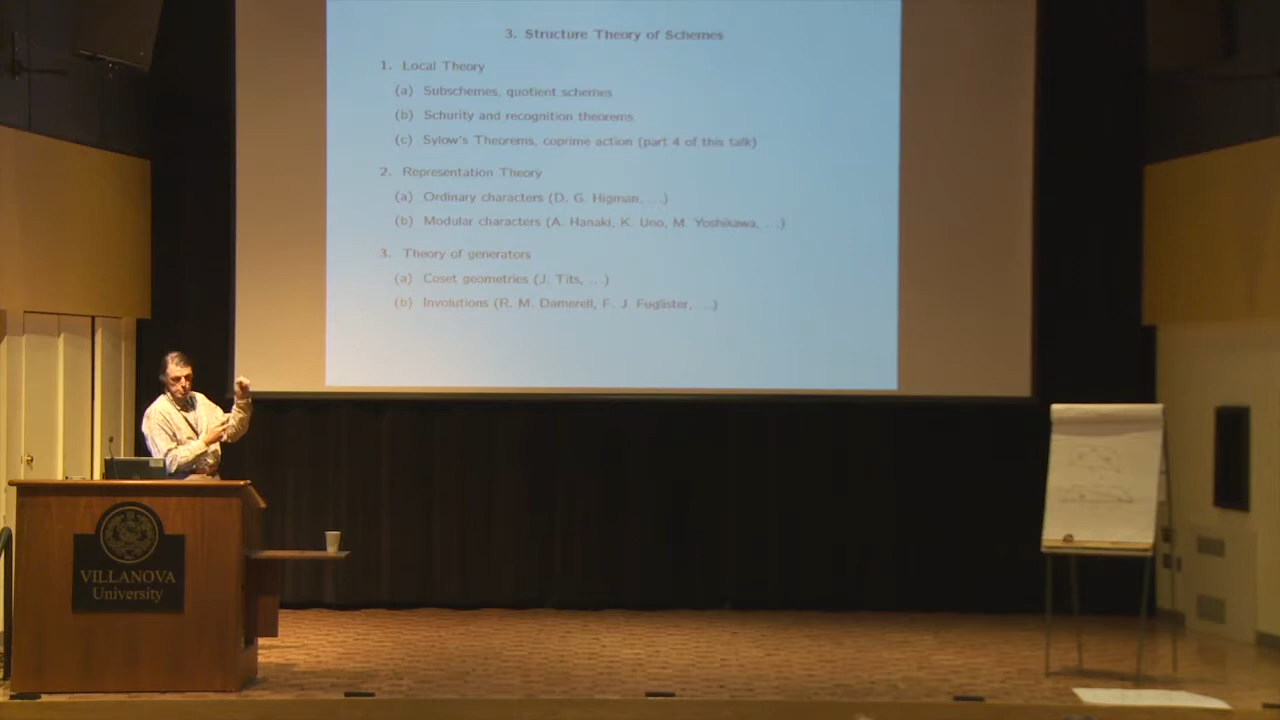 3. Structure Theory of Schemes
1. Local Theory
(a) Subschemes, quotient schemes
(b) Schurity and recognition theorems
(c) Sylow's Theorems, coprime action (part 4 of this talk)
2. Representation Theory
(a) Ordinary characters (D. G. Higman, ...)
(b) Modular characters (A. Hanaki, K. Uno, M. Yoshikawa, ...)
3. Theory of generators
(a) Coset geometries (J. Tits, ...)
(b) Involutions (R. M. Damerell, F. J. Fuglister, ...)
VILLANOVA
University